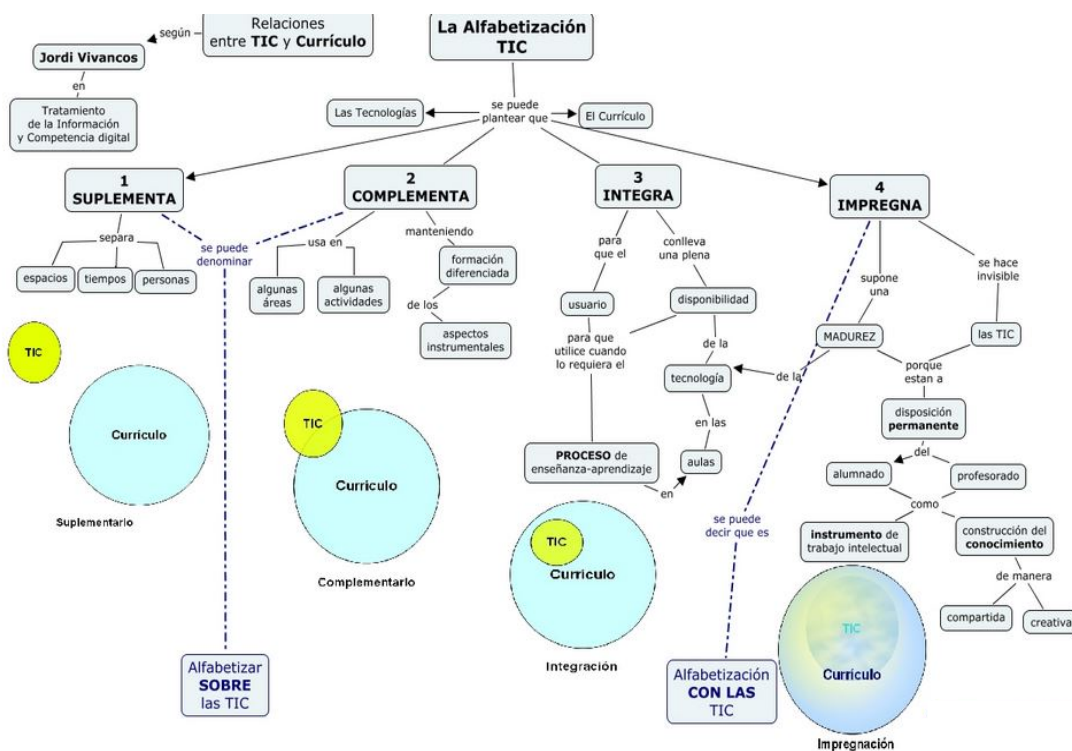 Relaciones
entre TIC y Currículo
según
Jordi Vivancos
en
Tratamiento
de la Información
y Competencia digital
La Alfabetización
TIC
se puede
plantear que
Las Tecnologías
El Currículo
1
SUPLEMENTA
separa
espacios
tiempos
personas
se puede
denominar
2
COMPLEMENTA
usa en
algunas
áreas
algunas
actividades
manteniendo
formación
diferenciada
de los
aspectos
instrumentales
3
INTEGRA
para
que el
usuario
para que
utilice cuando
lo requiera el
PROCESO de
enseñanza-aprendizaje
en
conlleva
una plena
disponibilidad
de la
tecnología
en las
aulas
4
IMPREGNA
supone
una
MADUREZ
de la
se hace
invisible
las TIC
porque
estan a
disposición
permanente
del
alumnado
profesorado
como
instrumento de
trabajo intelectual
construcción del
conocimiento
de manera
compartida
creativa
se puede
decir que es
TIC
Curriculo
Suplementario
TIC
Curriculo
Complementario
TIC
Curriculo
Integración
TIC
Currículo
Impregnación
Alfabetizar
SOBRE
las TIC
Alfabetización
CON LAS
TIC